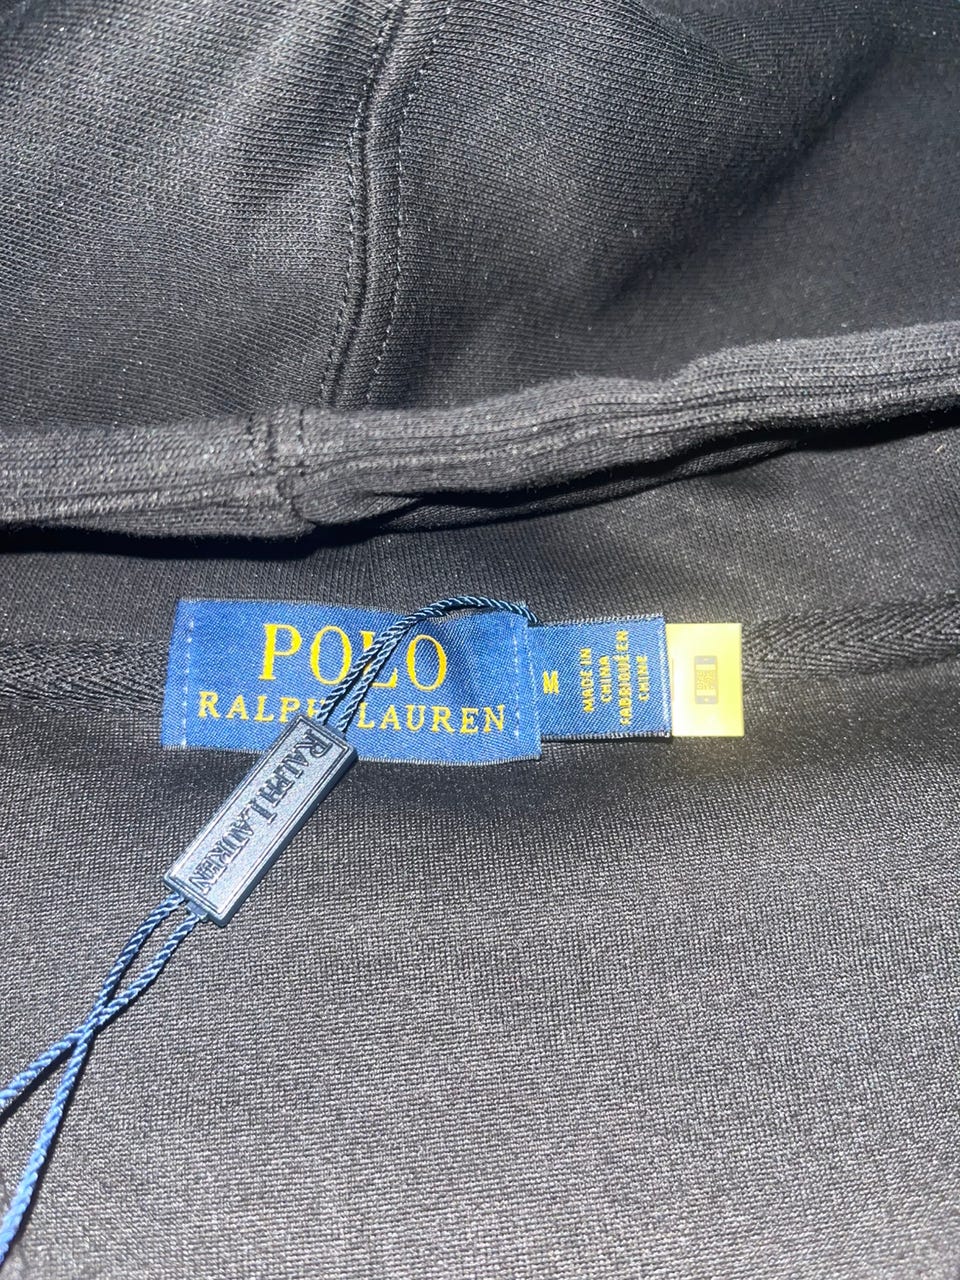 POLO
RALPH LAUREN
M
MADE IN
CHINA
FABRIQUÉ EN
CHINE
RALPH LAUREN